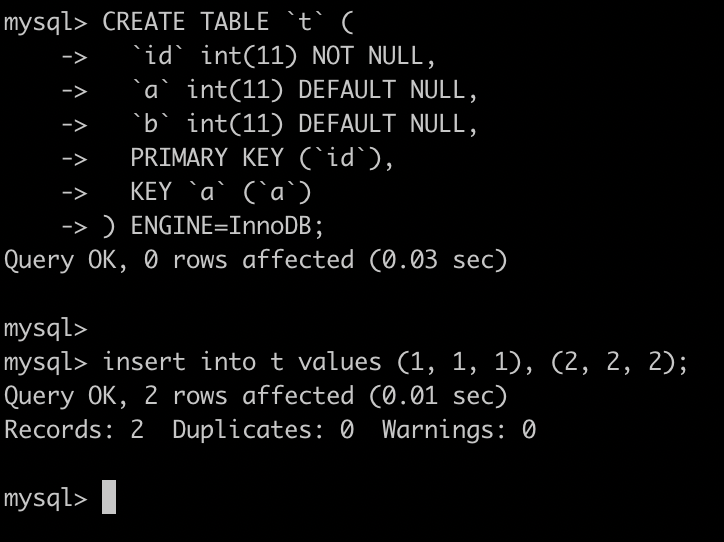 mysql> CREATE TABLE `t` (
    ->   `id` int(11) NOT NULL,
    ->   `a` int(11) DEFAULT NULL,
    ->   `b` int(11) DEFAULT NULL,
    ->   PRIMARY KEY (`id`),
    ->   KEY `a` (`a`)
    -> ) ENGINE=InnoDB;
Query OK, 0 rows affected (0.03 sec)

mysql>
mysql> insert into t values (1, 1, 1), (2, 2, 2);
Query OK, 2 rows affected (0.01 sec)
Records: 2  Duplicates: 0  Warnings: 0

mysql>